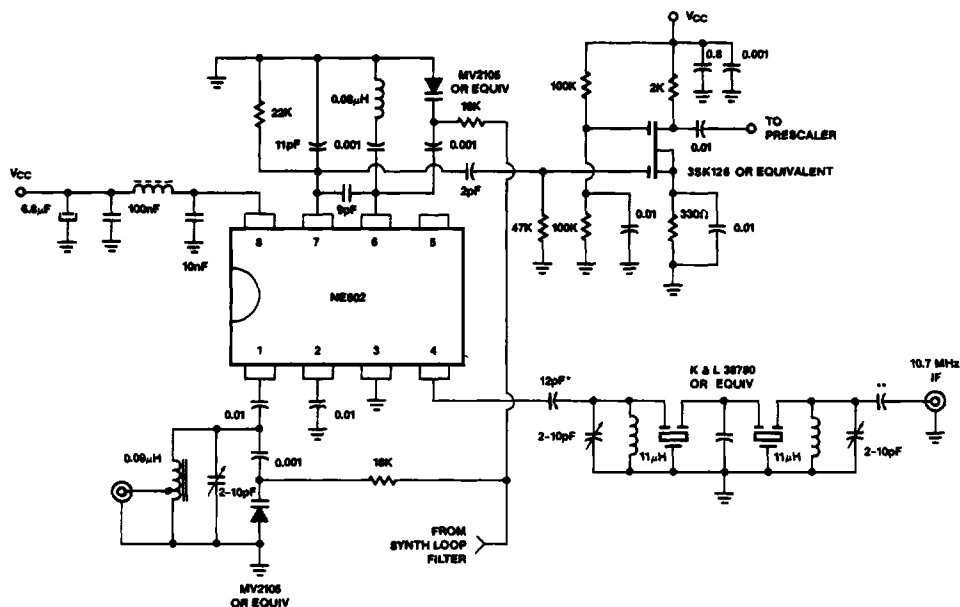 VCC
0.8
0.001
MV2105
OR EQUIV
100K
2K
0.08µH
22K
18K
TO
PRESCALER
11pF
0.001
0.001
0.01
3SK126 OR EQUIVALENT
VCC
2pF
6.8µF
100nF
9pF
47K
100K
0.01
330Ω
0.01
10nF
8
7
6
5
NE602
1
2
3
4
12pF*
K & L 38780
OR EQUIV
**
10.7 MHz
IF
0.01
0.01
2-10pF
11µH
11µH
2-10pF
0.09µH
0.001
2-10pF
18K
FROM
SYNTH LOOP
FILTER
MV2105
OR EQUIV